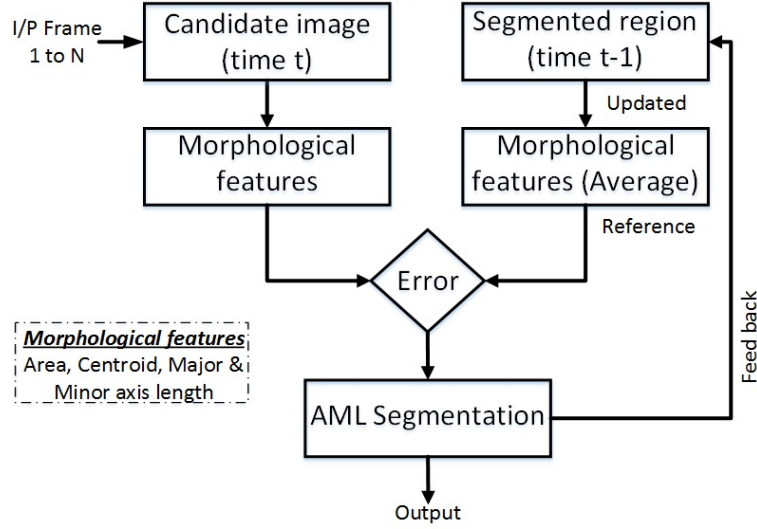 I/P Frame
1 to N
Candidate image
(time t)
Segmented region
(time t-1)
Updated
Morphological
features
Morphological
features (Average)
Reference
Error
Feed back
Morphological features
Area, Centroid, Major &
Minor axis length
AML Segmentation
Output